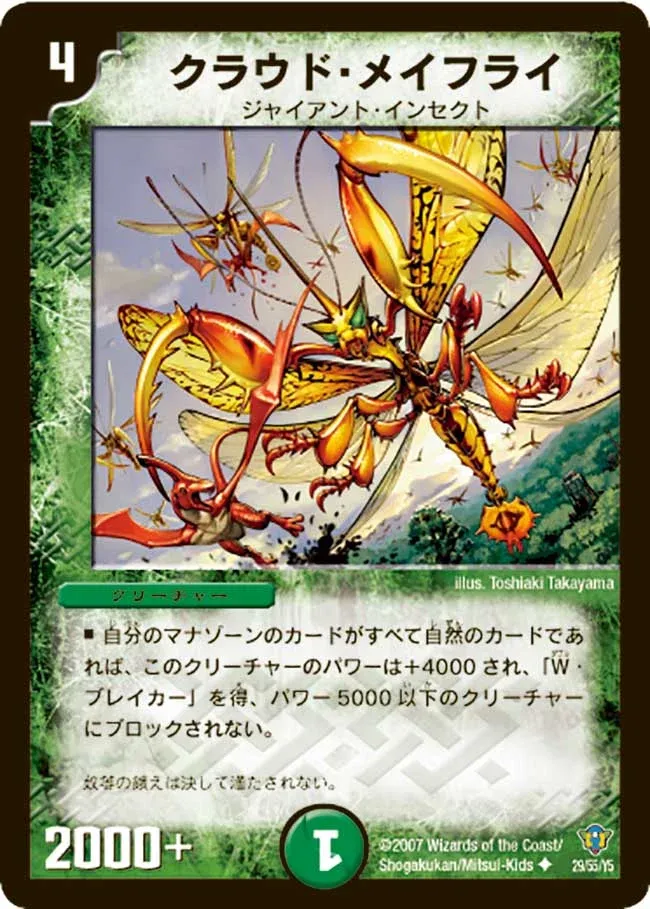 4
クラウド・メイフライ
ジャイアント・インセクト
illus. Toshiaki Takayama
クリーチャー
■ 自分のマナゾーンのカードがすべて自然のカードであ
れば、このクリーチャーのパワーは+4000 され、「W・
ブレイカー」を得、パワー 5000 以下のクリーチャー
にブロックされない。
奴等の餓えは決して満たされない。
2000+
1
©2007 Wizards of the Coast/
Shogakukan/Mitsui-Kids ◆
29/55/Y5